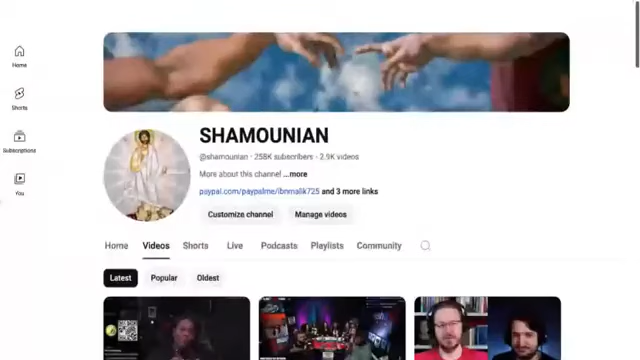 SHAMOUNIAN
@shamounian · 258K subscribers · 2.9K videos
More about this channel ...more
paypal.com/paypalme/ibnmalik725 and 3 more links
Customize channel
Manage videos
Home
Shorts
Subscriptions
You
Home Videos Shorts Live Podcasts Playlists Community
Latest Popular Oldest